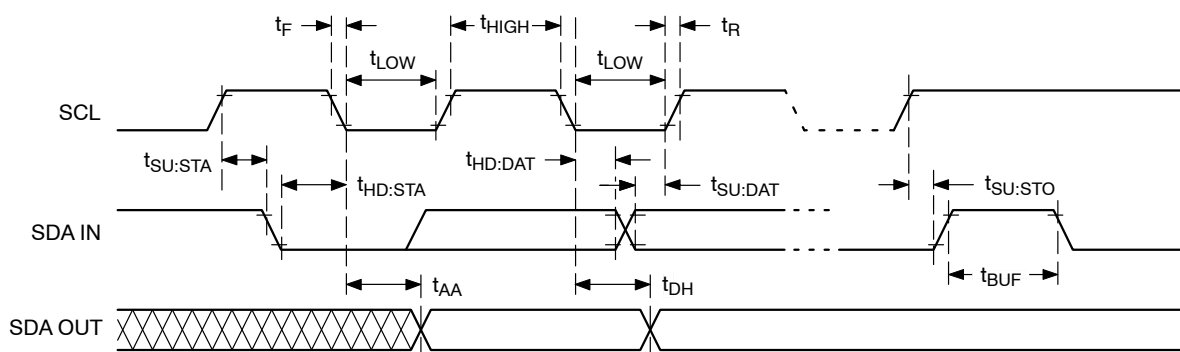 tF
tHIGH
tR
tLOW
tLOW
SCL
tSU:STA
tHD:STA
tHD:DAT
tSU:DAT
tSU:STO
SDA IN
tAA
tDH
tBUF
SDA OUT